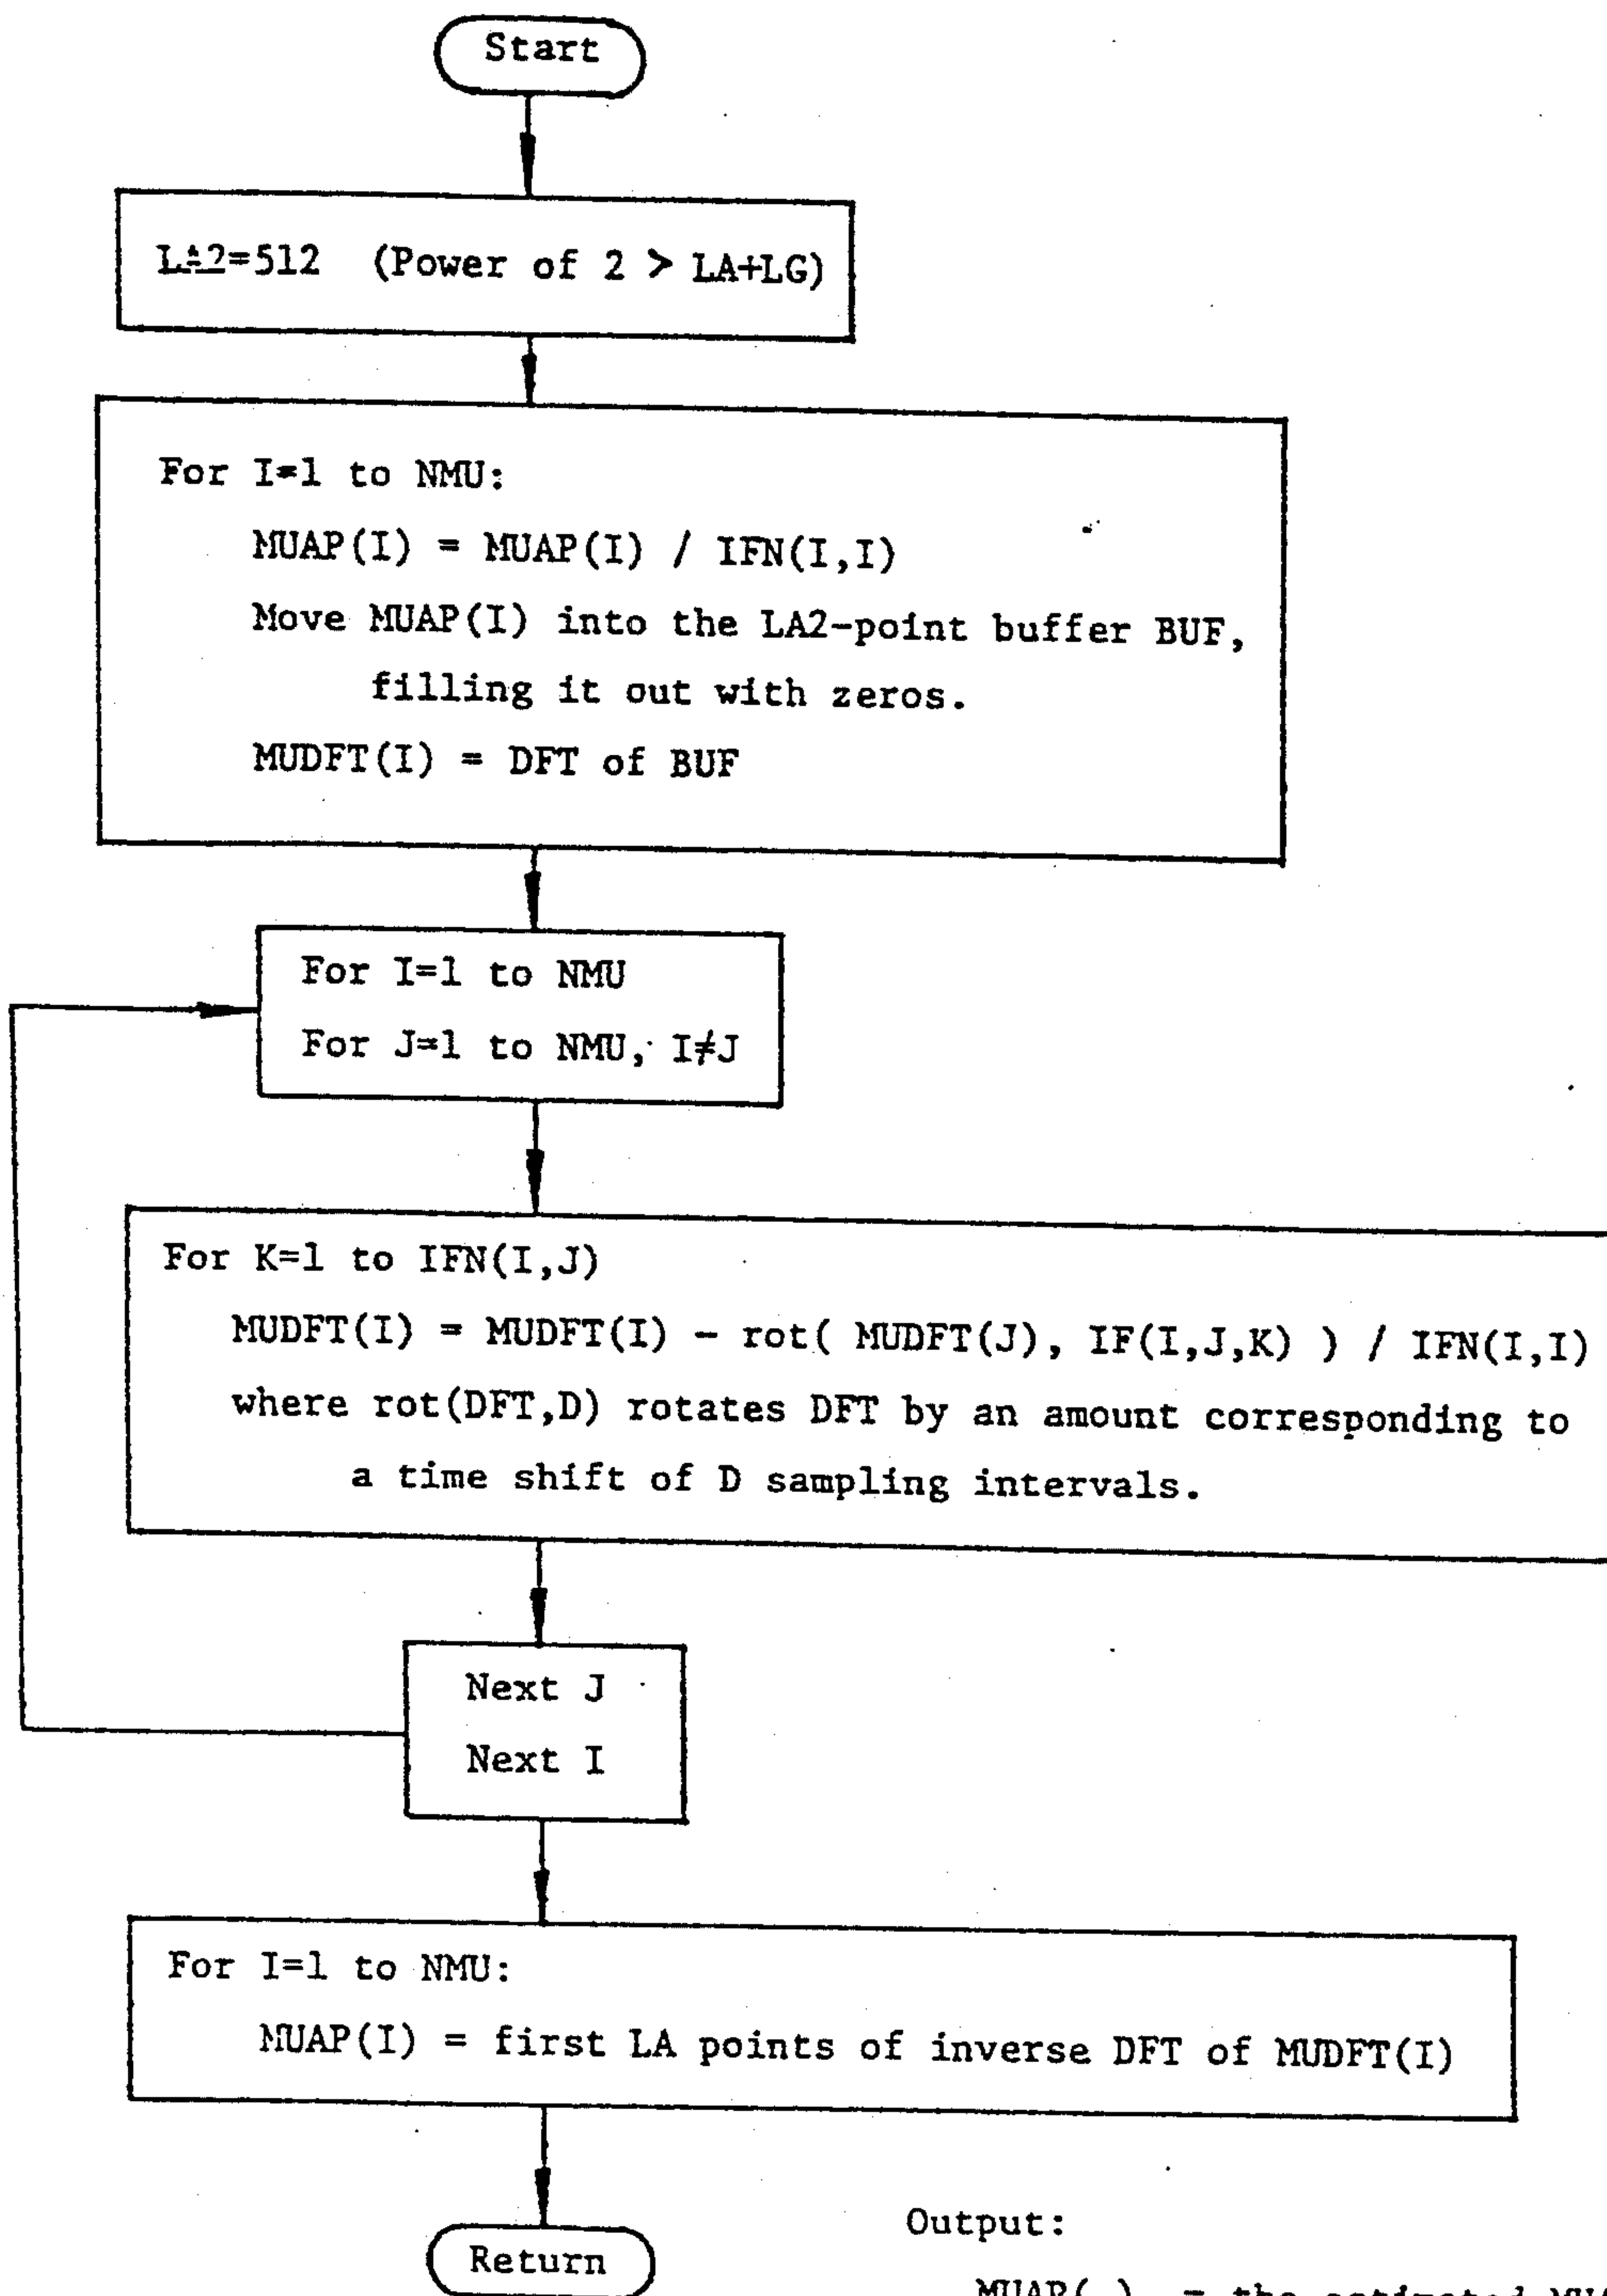 Start
LA2=512 (Power of 2 > LA+LG)
For I=1 to NMU:
MUAP(I) = MUAP(I) / IFN(I,I)
Move MUAP(I) into the LA2-point buffer BUF,
filling it out with zeros.
MUDFT(I) = DFT of BUF
For I=1 to NMU
For J=1 to NMU, I≠J
For K=1 to IFN(I,J)
MUDFT(I) = MUDFT(I) - rot( MUDFT(J), IF(I,J,K) ) / IFN(I,I)
where rot(DFT,D) rotates DFT by an amount corresponding to
a time shift of D sampling intervals.
Next J
Next I
For I=1 to NMU:
MUAP(I) = first LA points of inverse DFT of MUDFT(I)
Return
Output:
MUAP( ) = the estimated